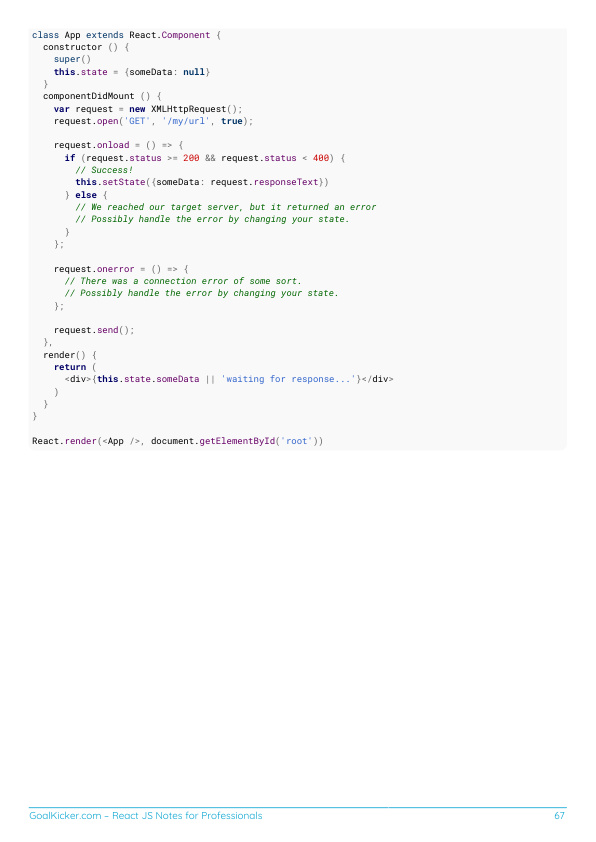 class App extends React.Component {
  constructor () {
    super()
    this.state = {someData: null}
  }
  componentDidMount () {
    var request = new XMLHttpRequest();
    request.open('GET', '/my/url', true);

    request.onload = () => {
      if (request.status >= 200 && request.status < 400) {
        // Success!
        this.setState({someData: request.responseText})
      } else {
        // We reached our target server, but it returned an error
        // Possibly handle the error by changing your state.
      }
    };

    request.onerror = () => {
      // There was a connection error of some sort.
      // Possibly handle the error by changing your state.
    };

    request.send();
  },
  render() {
    return (
      <div>{this.state.someData || 'waiting for response...'}</div>
    )
  }
}

React.render(<App />, document.getElementById('root'))
GoalKicker.com – React JS Notes for Professionals
67